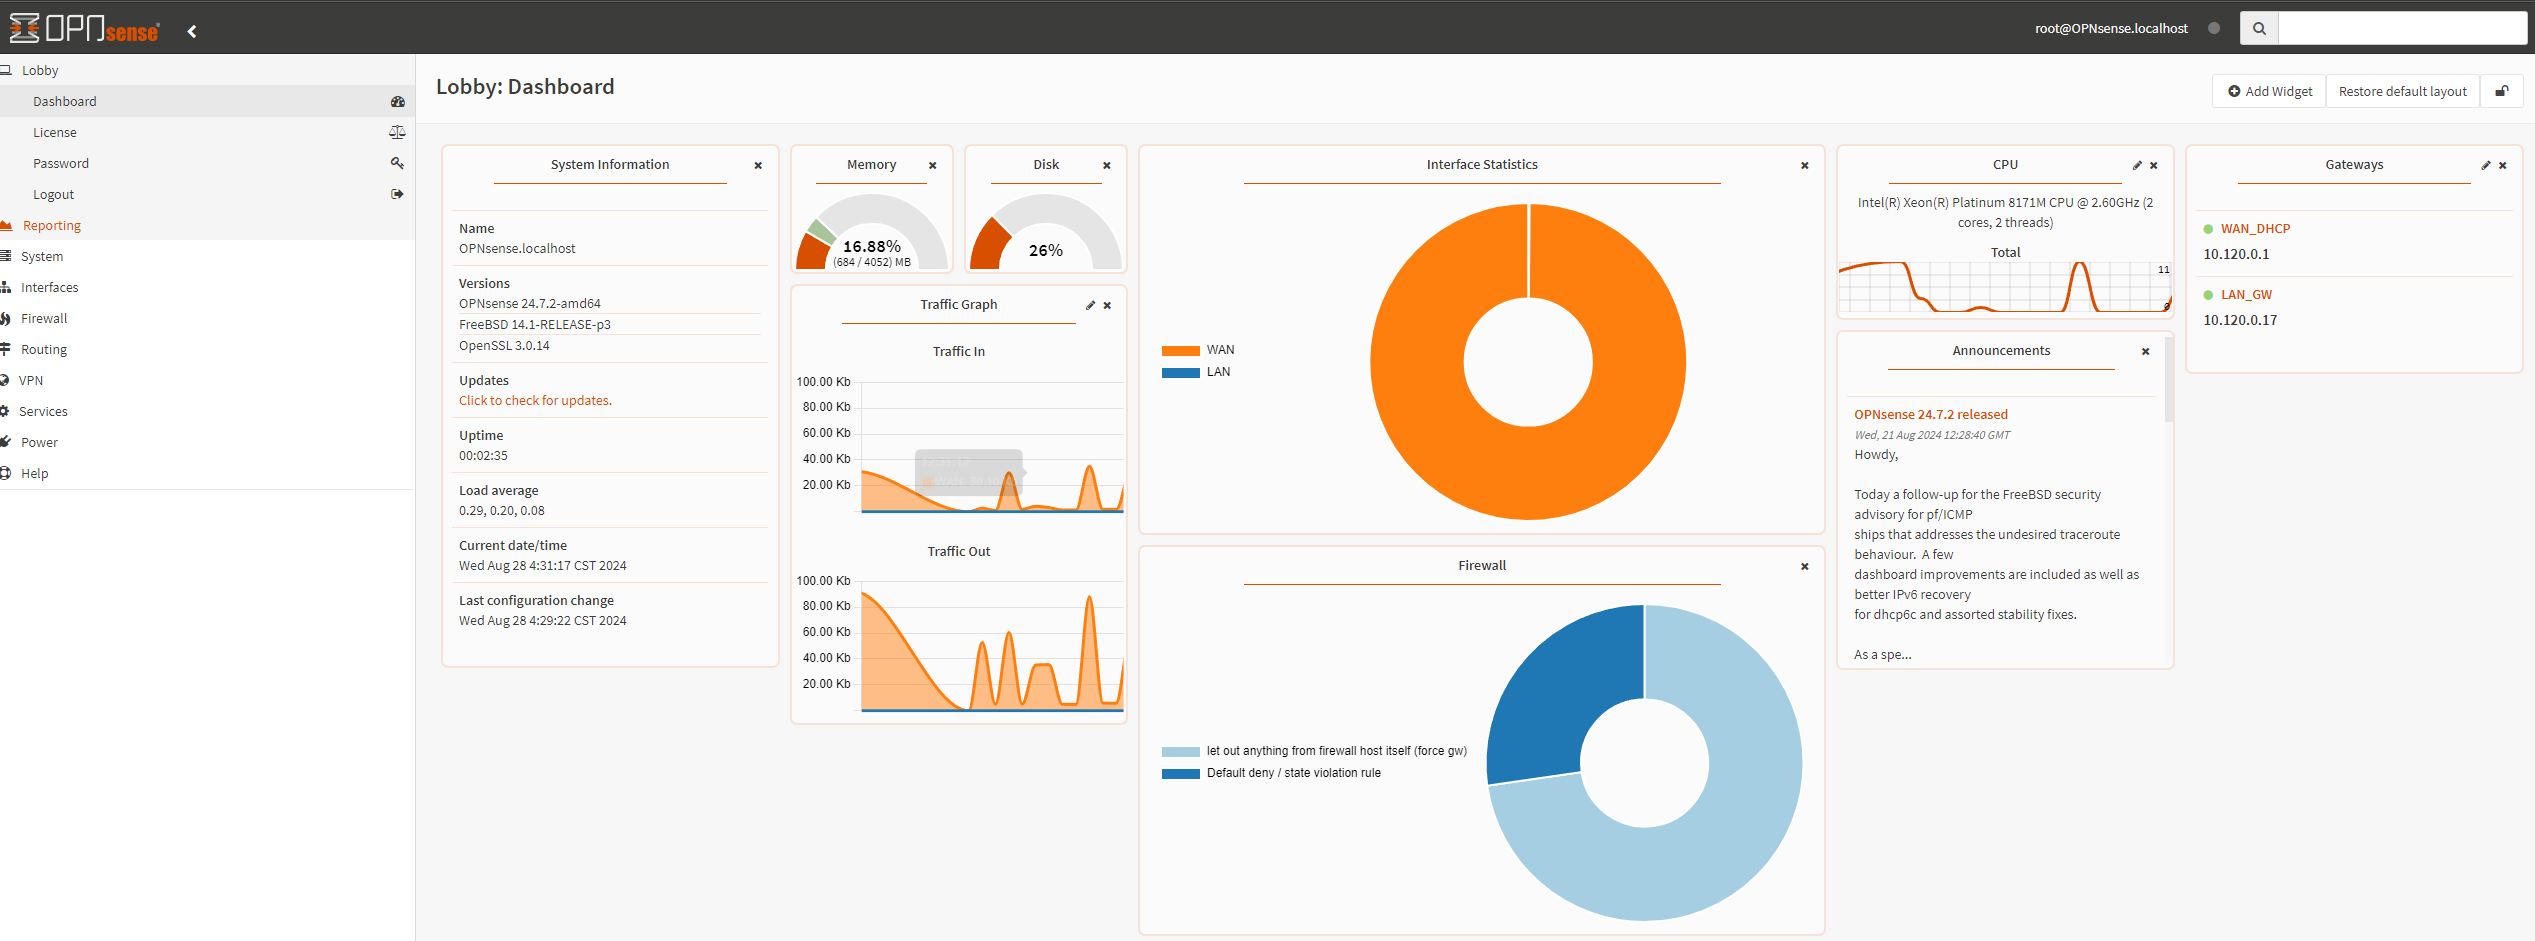 OPNsense
root@OPNsense.localhost
Lobby
Dashboard
License
Password
Logout
Reporting
System
Interfaces
Firewall
Routing
VPN
Services
Power
Help
Lobby: Dashboard
Add Widget
Restore default layout
System Information
Name
OPNsense.localhost
Versions
OPNsense 24.7.2-amd64
FreeBSD 14.1-RELEASE-p3
OpenSSL 3.0.14
Updates
Click to check for updates.
Uptime
00:02:35
Load average
0.29, 0.20, 0.08
Current date/time
Wed Aug 28 4:31:17 CST 2024
Last configuration change
Wed Aug 28 4:29:22 CST 2024
Memory
16.88%
(684 / 4052) MB
Disk
26%
Traffic Graph
Traffic In
100.00 Kb
80.00 Kb
60.00 Kb
40.00 Kb
20.00 Kb
Traffic Out
100.00 Kb
80.00 Kb
60.00 Kb
40.00 Kb
20.00 Kb
Interface Statistics
WAN
LAN
Firewall
let out anything from firewall host itself (force gw)
Default deny / state violation rule
CPU
Intel(R) Xeon(R) Platinum 8171M CPU @ 2.60GHz (2
cores, 2 threads)
Total
11
Announcements
OPNsense 24.7.2 released
Wed, 21 Aug 2024 12:28:40 GMT
Howdy,
Today a follow-up for the FreeBSD security
advisory for pf/ICMP
ships that addresses the undesired traceroute
behaviour. A few
dashboard improvements are included as well as
better IPv6 recovery
for dhcp6c and assorted stability fixes.
As a spe...
Gateways
WAN_DHCP
10.120.0.1
LAN_GW
10.120.0.17